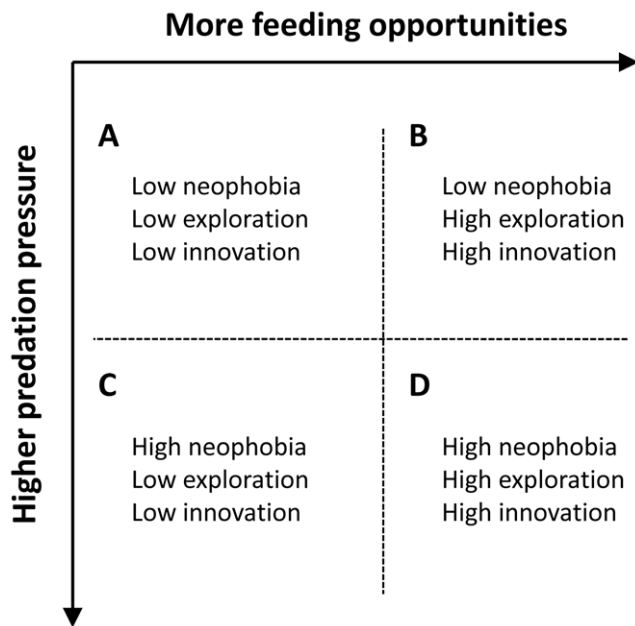 More feeding opportunities
Higher predation pressure
A
Low neophobia
Low exploration
Low innovation
B
Low neophobia
High exploration
High innovation
C
High neophobia
Low exploration
Low innovation
D
High neophobia
High exploration
High innovation